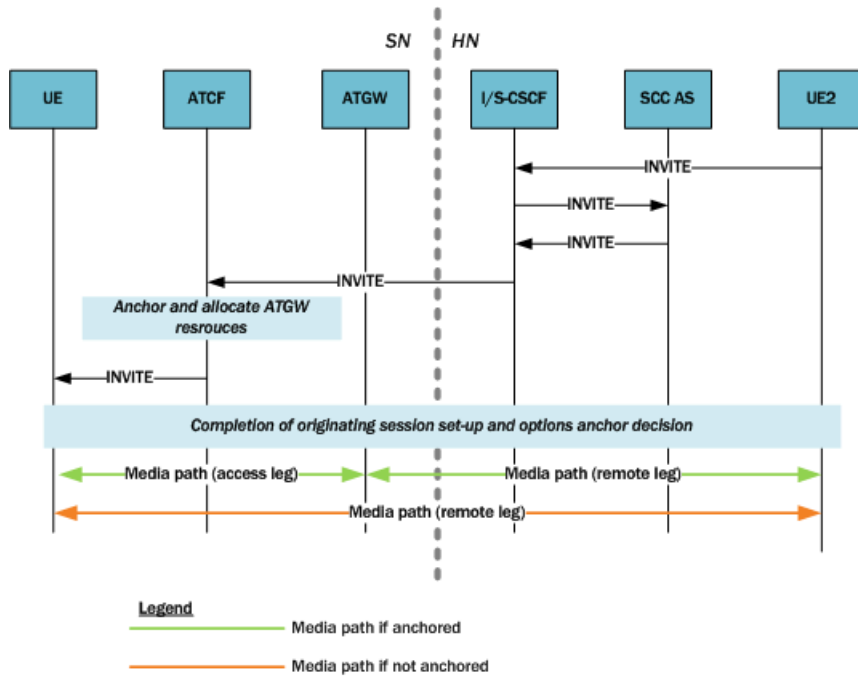 SN HN
UE ATCF ATGW I/S-CSCF SCC AS UE2
INVITE
INVITE
INVITE
INVITE
Anchor and allocate ATGW
resrouces
INVITE
Completion of originating session set-up and options anchor decision
Media path (access leg) Media path (remote leg)
Media path (remote leg)
Legend
Media path if anchored
Media path if not anchored